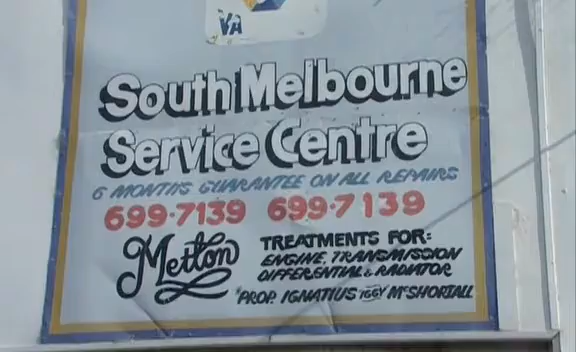 VA
South Melbourne
Service Centre
6 MONTHS GUARANTEE ON ALL REPAIRS
699·7139 699·7139
Metlon
TREATMENTS FOR:
ENGINE, TRANSMISSION
DIFFERENTIAL & RADIATOR
PROP. IGNATIUS IGGY McSHORTALL